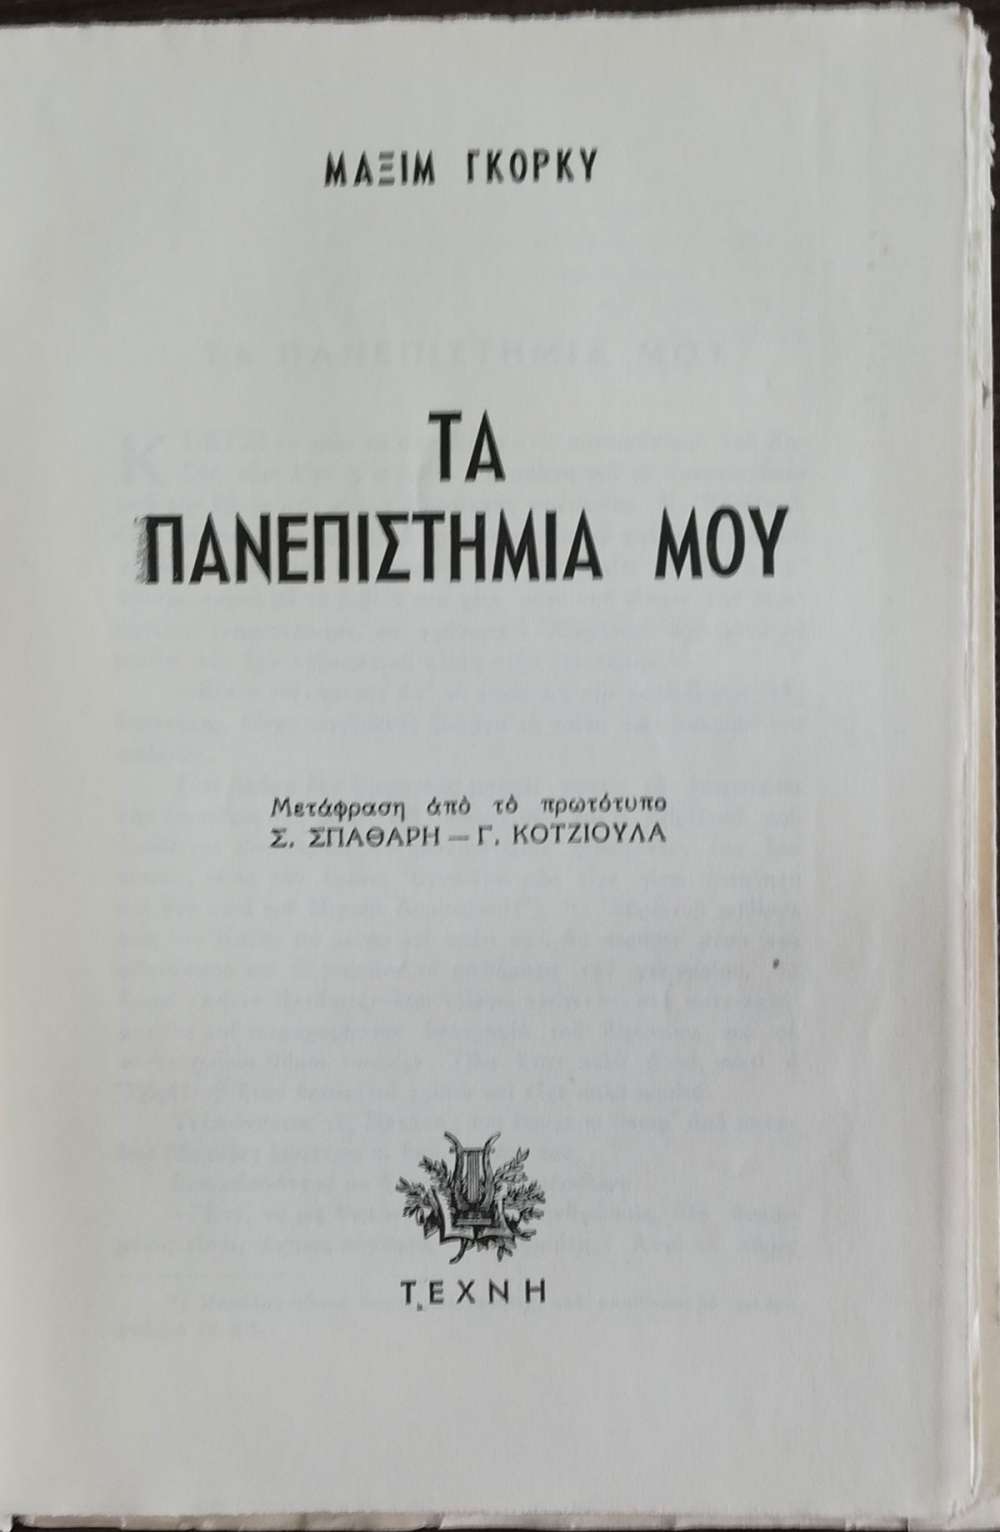 ΜΑΞΙΜ ΓΚΟΡΚΥ
ΤΑ
ΠΑΝΕΠΙΣΤΗΜΙΑ ΜΟΥ
Μετάφραση ἀπὸ τὸ πρωτότυπο
Σ. ΣΠΑΘΑΡΗ — Γ. ΚΟΤΖΙΟΥΛΑ
ΤΕΧΝΗ